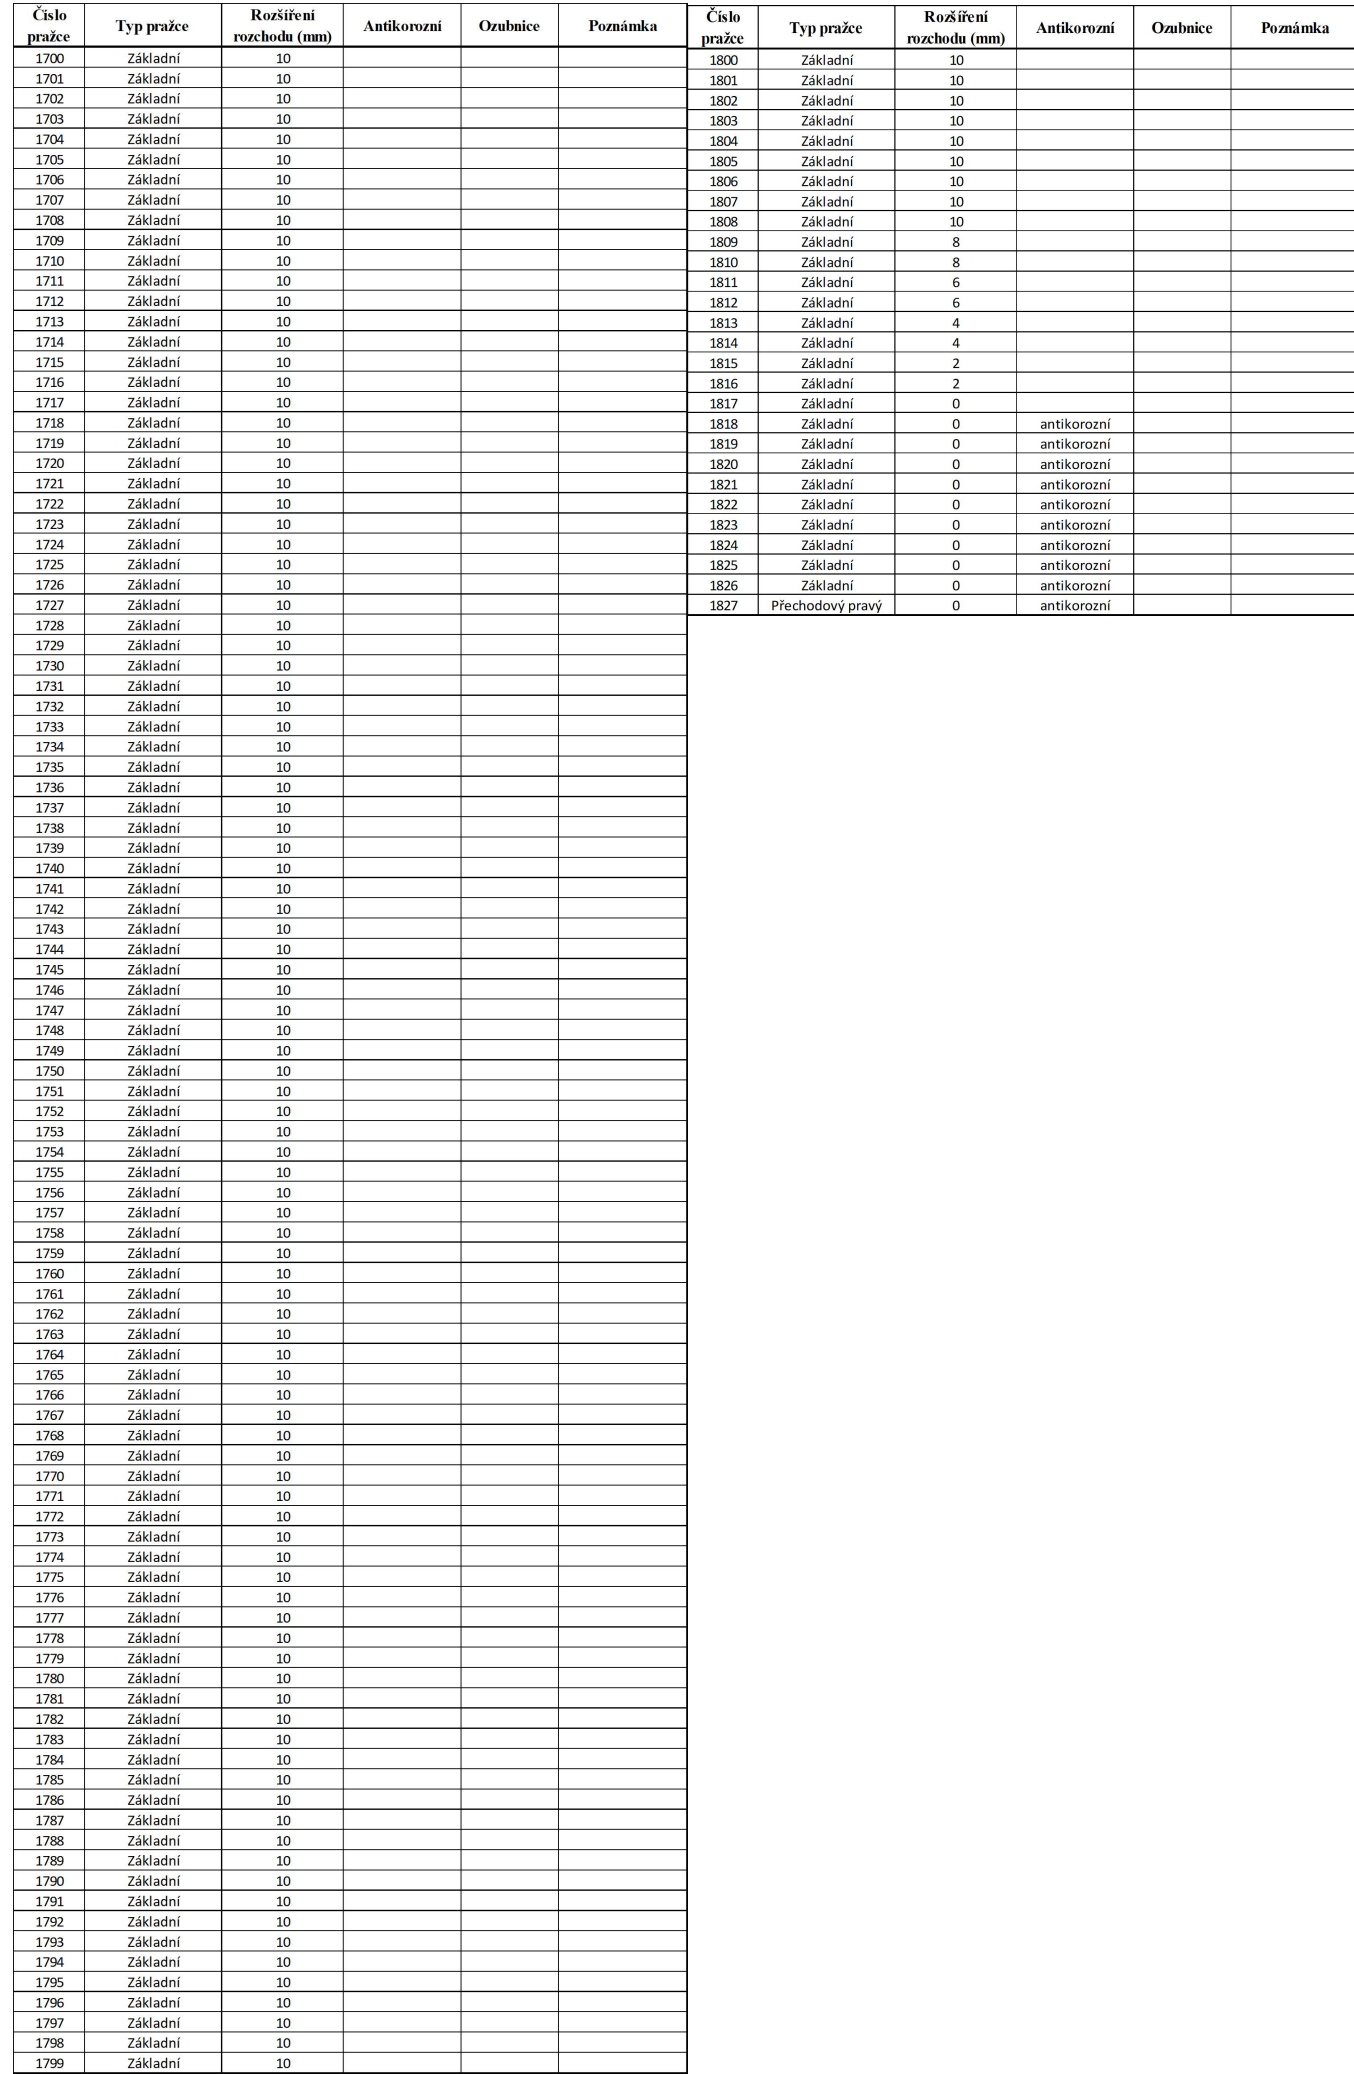 Číslo pražce Typ pražce Rozšíření rozchodu (mm) Antikorozní Ozubnice Poznámka
1700 Základní 10
1701 Základní 10
1702 Základní 10
1703 Základní 10
1704 Základní 10
1705 Základní 10
1706 Základní 10
1707 Základní 10
1708 Základní 10
1709 Základní 10
1710 Základní 10
1711 Základní 10
1712 Základní 10
1713 Základní 10
1714 Základní 10
1715 Základní 10
1716 Základní 10
1717 Základní 10
1718 Základní 10
1719 Základní 10
1720 Základní 10
1721 Základní 10
1722 Základní 10
1723 Základní 10
1724 Základní 10
1725 Základní 10
1726 Základní 10
1727 Základní 10
1728 Základní 10
1729 Základní 10
1730 Základní 10
1731 Základní 10
1732 Základní 10
1733 Základní 10
1734 Základní 10
1735 Základní 10
1736 Základní 10
1737 Základní 10
1738 Základní 10
1739 Základní 10
1740 Základní 10
1741 Základní 10
1742 Základní 10
1743 Základní 10
1744 Základní 10
1745 Základní 10
1746 Základní 10
1747 Základní 10
1748 Základní 10
1749 Základní 10
1750 Základní 10
1751 Základní 10
1752 Základní 10
1753 Základní 10
1754 Základní 10
1755 Základní 10
1756 Základní 10
1757 Základní 10
1758 Základní 10
1759 Základní 10
1760 Základní 10
1761 Základní 10
1762 Základní 10
1763 Základní 10
1764 Základní 10
1765 Základní 10
1766 Základní 10
1767 Základní 10
1768 Základní 10
1769 Základní 10
1770 Základní 10
1771 Základní 10
1772 Základní 10
1773 Základní 10
1774 Základní 10
1775 Základní 10
1776 Základní 10
1777 Základní 10
1778 Základní 10
1779 Základní 10
1780 Základní 10
1781 Základní 10
1782 Základní 10
1783 Základní 10
1784 Základní 10
1785 Základní 10
1786 Základní 10
1787 Základní 10
1788 Základní 10
1789 Základní 10
1790 Základní 10
1791 Základní 10
1792 Základní 10
1793 Základní 10
1794 Základní 10
1795 Základní 10
1796 Základní 10
1797 Základní 10
1798 Základní 10
1799 Základní 10
Číslo pražce Typ pražce Rozšíření rozchodu (mm) Antikorozní Ozubnice Poznámka
1800 Základní 10
1801 Základní 10
1802 Základní 10
1803 Základní 10
1804 Základní 10
1805 Základní 10
1806 Základní 10
1807 Základní 10
1808 Základní 10
1809 Základní 8
1810 Základní 8
1811 Základní 6
1812 Základní 6
1813 Základní 4
1814 Základní 4
1815 Základní 2
1816 Základní 2
1817 Základní 0
1818 Základní 0 antikorozní
1819 Základní 0 antikorozní
1820 Základní 0 antikorozní
1821 Základní 0 antikorozní
1822 Základní 0 antikorozní
1823 Základní 0 antikorozní
1824 Základní 0 antikorozní
1825 Základní 0 antikorozní
1826 Základní 0 antikorozní
1827 Přechodový pravý 0 antikorozní